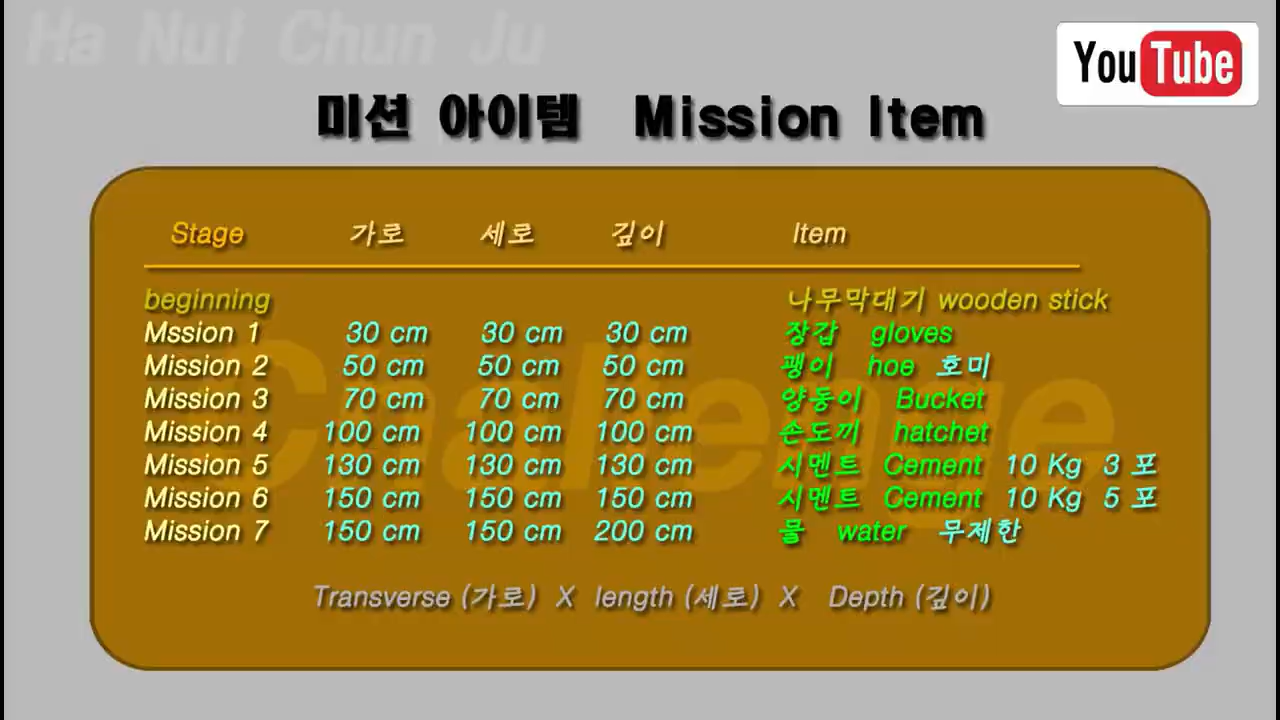 Ha Nul Chun Ju
YouTube
미션 아이템 Mission Item
Stage 가로 세로 깊이 Item
beginning 나무막대기 wooden stick
Mssion 1 30 cm 30 cm 30 cm 장갑 gloves
Mission 2 50 cm 50 cm 50 cm 괭이 hoe 호미
Mission 3 70 cm 70 cm 70 cm 양동이 Bucket
Mission 4 100 cm 100 cm 100 cm 손도끼 hatchet
Mission 5 130 cm 130 cm 130 cm 시멘트 Cement 10 Kg 3 포
Mission 6 150 cm 150 cm 150 cm 시멘트 Cement 10 Kg 5 포
Mission 7 150 cm 150 cm 200 cm 물 water 무제한
Challenge
Transverse (가로) X length (세로) X Depth (깊이)